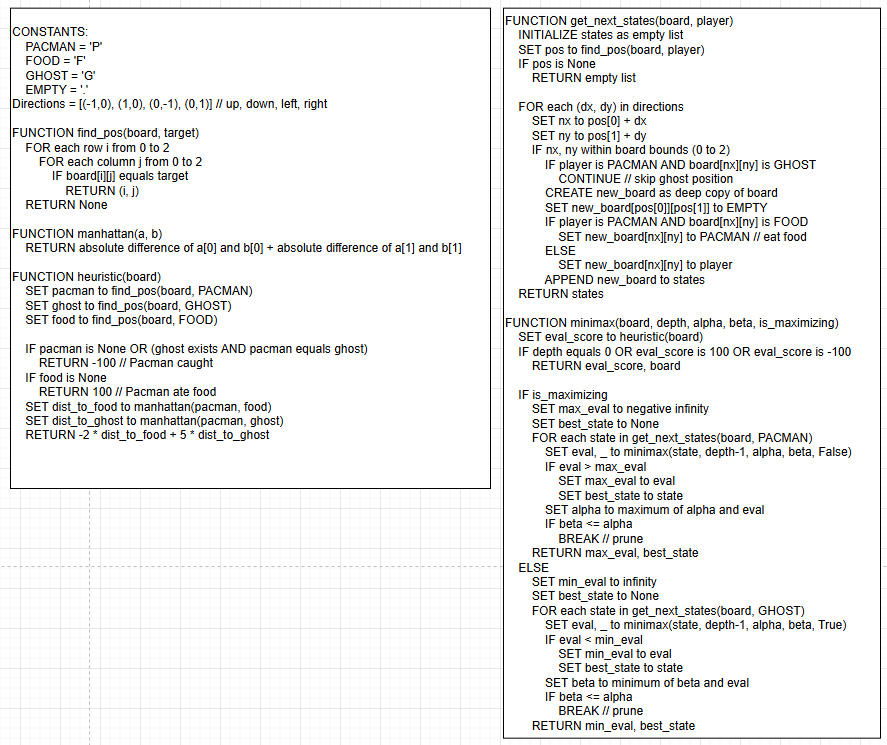 CONSTANTS:
PACMAN = 'P'
FOOD = 'F'
GHOST = 'G'
EMPTY = '.'
Directions = [(-1,0), (1,0), (0,-1), (0,1)] // up, down, left, right
FUNCTION find_pos(board, target)
FOR each row i from 0 to 2
FOR each column j from 0 to 2
IF board[i][j] equals target
RETURN (i, j)
RETURN None
FUNCTION manhattan(a, b)
RETURN absolute difference of a[0] and b[0] + absolute difference of a[1] and b[1]
FUNCTION heuristic(board)
SET pacman to find_pos(board, PACMAN)
SET ghost to find_pos(board, GHOST)
SET food to find_pos(board, FOOD)
IF pacman is None OR (ghost exists AND pacman equals ghost)
RETURN -100 // Pacman caught
IF food is None
RETURN 100 // Pacman ate food
SET dist_to_food to manhattan(pacman, food)
SET dist_to_ghost to manhattan(pacman, ghost)
RETURN -2 * dist_to_food + 5 * dist_to_ghost
FUNCTION get_next_states(board, player)
INITIALIZE states as empty list
SET pos to find_pos(board, player)
IF pos is None
RETURN empty list
FOR each (dx, dy) in directions
SET nx to pos[0] + dx
SET ny to pos[1] + dy
IF nx, ny within board bounds (0 to 2)
IF player is PACMAN AND board[nx][ny] is GHOST
CONTINUE // skip ghost position
CREATE new_board as deep copy of board
SET new_board[pos[0]][pos[1]] to EMPTY
IF player is PACMAN AND board[nx][ny] is FOOD
SET new_board[nx][ny] to PACMAN // eat food
ELSE
SET new_board[nx][ny] to player
APPEND new_board to states
RETURN states
FUNCTION minimax(board, depth, alpha, beta, is_maximizing)
SET eval_score to heuristic(board)
IF depth equals 0 OR eval_score is 100 OR eval_score is -100
RETURN eval_score, board
IF is_maximizing
SET max_eval to negative infinity
SET best_state to None
FOR each state in get_next_states(board, PACMAN)
SET eval, _ to minimax(state, depth-1, alpha, beta, False)
IF eval > max_eval
SET max_eval to eval
SET best_state to state
SET alpha to maximum of alpha and eval
IF beta <= alpha
BREAK // prune
RETURN max_eval, best_state
ELSE
SET min_eval to infinity
SET best_state to None
FOR each state in get_next_states(board, GHOST)
SET eval, _ to minimax(state, depth-1, alpha, beta, True)
IF eval < min_eval
SET min_eval to eval
SET best_state to state
SET beta to minimum of beta and eval
IF beta <= alpha
BREAK // prune
RETURN min_eval, best_state